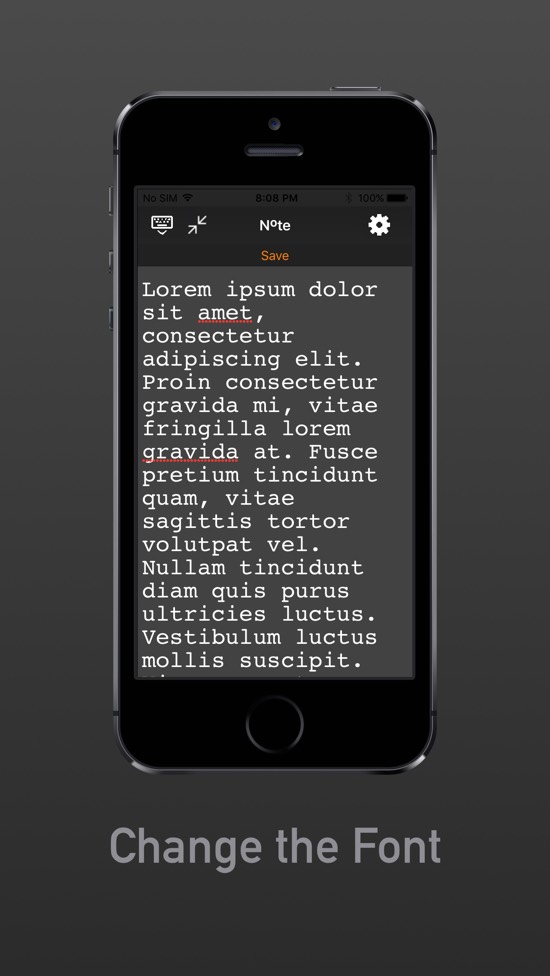 No SIM 8:08 PM 100%
Nºte
Save
Lorem ipsum dolor
sit amet,
consectetur
adipiscing elit.
Proin consectetur
gravida mi, vitae
fringilla lorem
gravida at. Fusce
pretium tincidunt
quam, vitae
sagittis tortor
volutpat vel.
Nullam tincidunt
diam quis purus
ultricies luctus.
Vestibulum luctus
mollis suscipit.
Change the Font